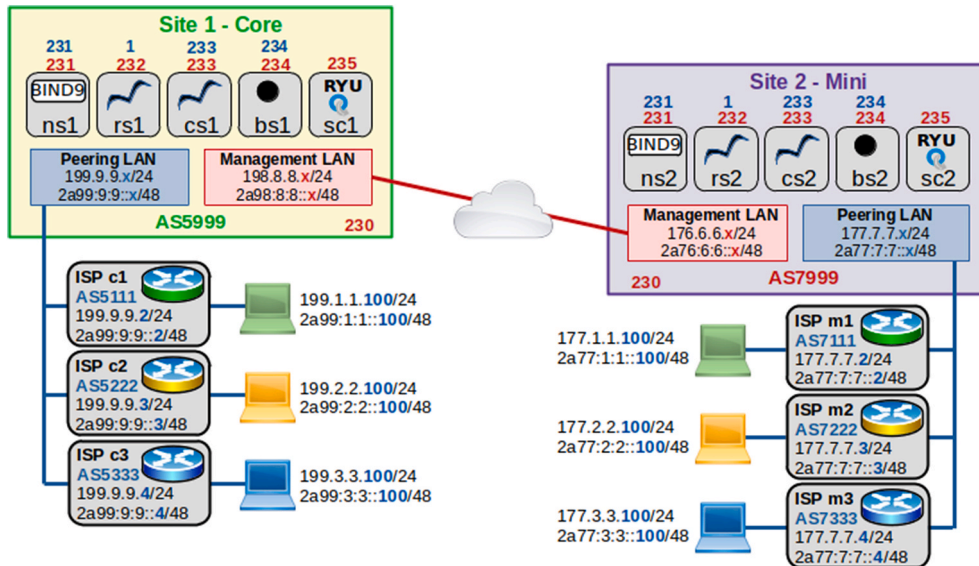 Site 1 - Core
231 1 233 234
231 232 233 234 235
BIND9 RYU
ns1 rs1 cs1 bs1 sc1
Peering LAN
199.9.9.x/24
2a99:9:9::x/48
Management LAN
198.8.8.x/24
2a98:8:8::x/48
AS5999
230
Site 2 - Mini
231 1 233 234
231 232 233 234 235
BIND9 RYU
ns2 rs2 cs2 bs2 sc2
Management LAN
176.6.6.x/24
2a76:6:6::x/48
Peering LAN
177.7.7.x/24
2a77:7:7::x/48
230
AS7999
ISP c1
AS5111
199.9.9.2/24
2a99:9:9::2/48
199.1.1.100/24
2a99:1:1::100/48
ISP c2
AS5222
199.9.9.3/24
2a99:9:9::3/48
199.2.2.100/24
2a99:2:2::100/48
ISP c3
AS5333
199.9.9.4/24
2a99:9:9::4/48
199.3.3.100/24
2a99:3:3::100/48
177.1.1.100/24
2a77:1:1::100/48
ISP m1
AS7111
177.7.7.2/24
2a77:7:7::2/48
177.2.2.100/24
2a77:2:2::100/48
ISP m2
AS7222
177.7.7.3/24
2a77:7:7::3/48
177.3.3.100/24
2a77:3:3::100/48
ISP m3
AS7333
177.7.7.4/24
2a77:7:7::4/48